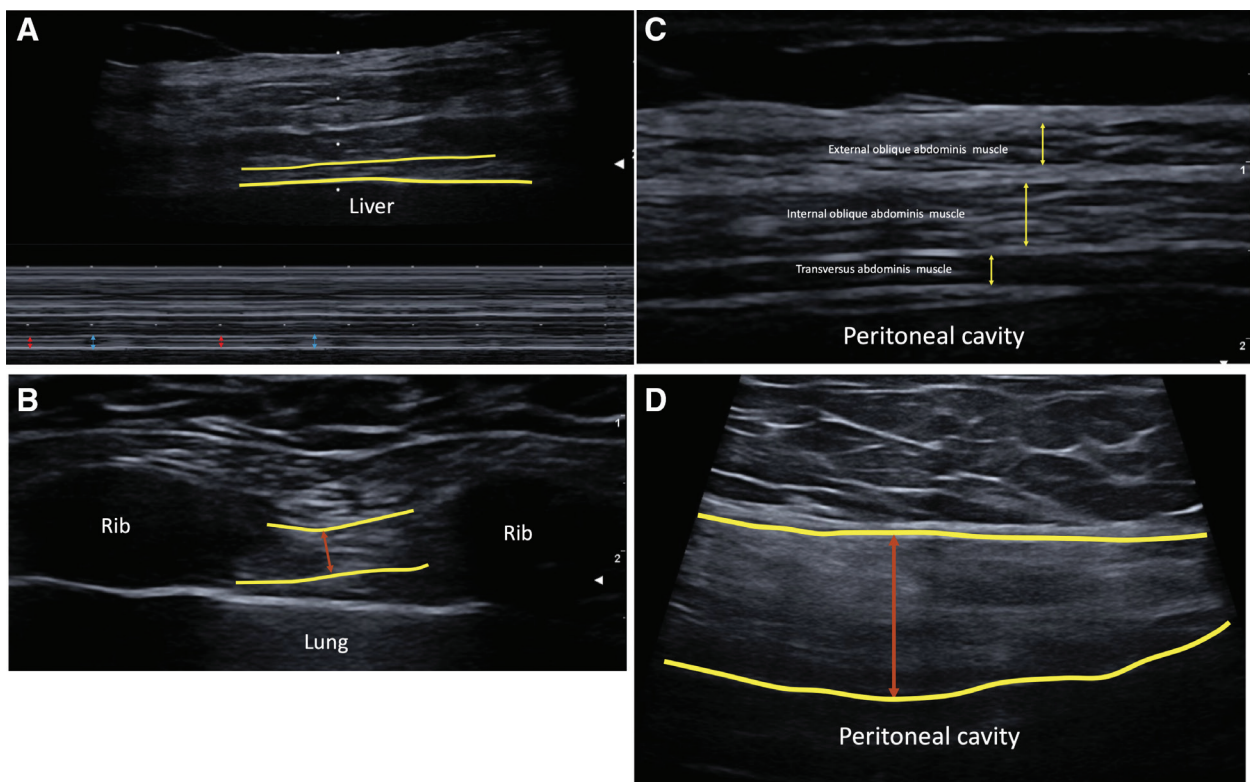 A
Liver
2
B
Rib
Rib
Lung
1
2
C
External oblique abdominis muscle
Internal oblique abdominis muscle
Transversus abdominis muscle
Peritoneal cavity
1
2
D
Peritoneal cavity